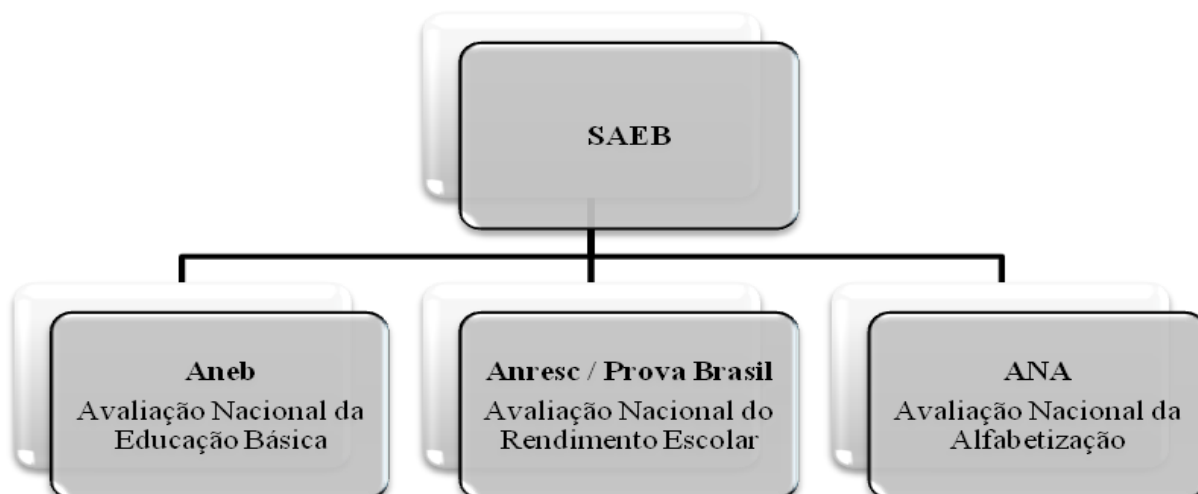 SAEB
Aneb
Avaliação Nacional da
Educação Básica
Anresc / Prova Brasil
Avaliação Nacional do
Rendimento Escolar
ANA
Avaliação Nacional da
Alfabetização